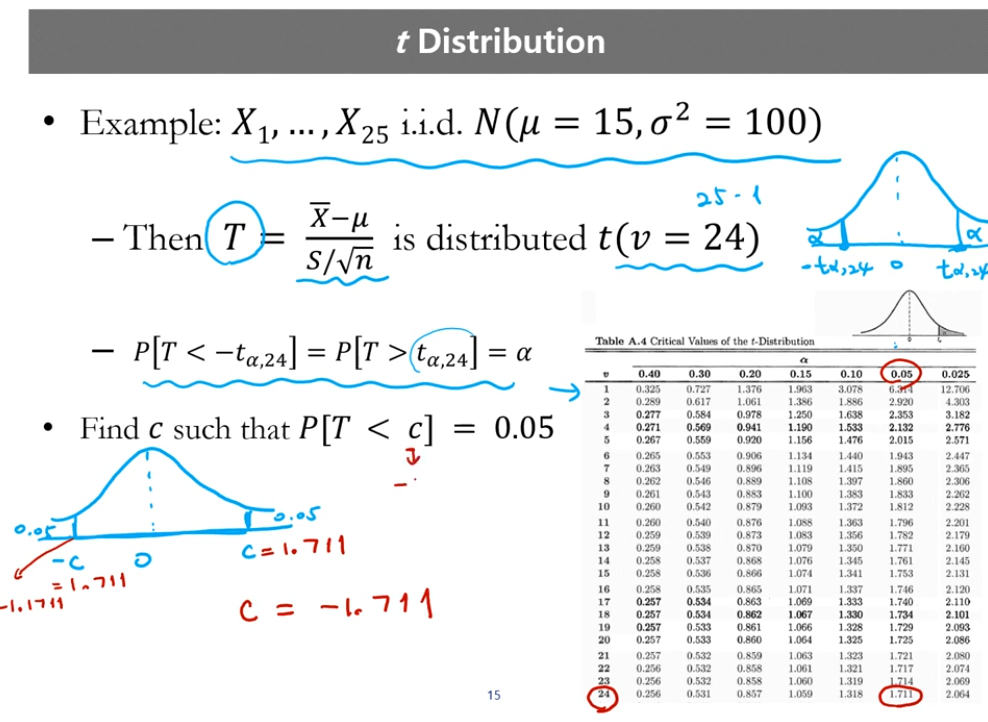 t Distribution
• Example: X₁, …, X₂₅ i.i.d. N(μ = 15, σ² = 100)
25 - 1
– Then T = (X̄−μ)/(S/√n) is distributed t(v = 24)
α α
-tα,24 0 tα,24
– P[T < −tα,24] = P[T > tα,24] = α
• Find c such that P[T < c] = 0.05
-
0.05 0.05
-c 0 c = 1.711
= 1.711
-1.1711
c = -1.711
Table A.4 Critical Values of the t-Distribution
α
v 0.40 0.30 0.20 0.15 0.10 0.05 0.025
1 0.325 0.727 1.376 1.963 3.078 6.314 12.706
2 0.289 0.617 1.061 1.386 1.886 2.920 4.303
3 0.277 0.584 0.978 1.250 1.638 2.353 3.182
4 0.271 0.569 0.941 1.190 1.533 2.132 2.776
5 0.267 0.559 0.920 1.156 1.476 2.015 2.571
6 0.265 0.553 0.906 1.134 1.440 1.943 2.447
7 0.263 0.549 0.896 1.119 1.415 1.895 2.365
8 0.262 0.546 0.889 1.108 1.397 1.860 2.306
9 0.261 0.543 0.883 1.100 1.383 1.833 2.262
10 0.260 0.542 0.879 1.093 1.372 1.812 2.228
11 0.260 0.540 0.876 1.088 1.363 1.796 2.201
12 0.259 0.539 0.873 1.083 1.356 1.782 2.179
13 0.259 0.538 0.870 1.079 1.350 1.771 2.160
14 0.258 0.537 0.868 1.076 1.345 1.761 2.145
15 0.258 0.536 0.866 1.074 1.341 1.753 2.131
16 0.258 0.535 0.865 1.071 1.337 1.746 2.120
17 0.257 0.534 0.863 1.069 1.333 1.740 2.110
18 0.257 0.534 0.862 1.067 1.330 1.734 2.101
19 0.257 0.533 0.861 1.066 1.328 1.729 2.093
20 0.257 0.533 0.860 1.064 1.325 1.725 2.086
21 0.257 0.532 0.859 1.063 1.323 1.721 2.080
22 0.256 0.532 0.858 1.061 1.321 1.717 2.074
23 0.256 0.532 0.858 1.060 1.319 1.714 2.069
24 0.256 0.531 0.857 1.059 1.318 1.711 2.064
15